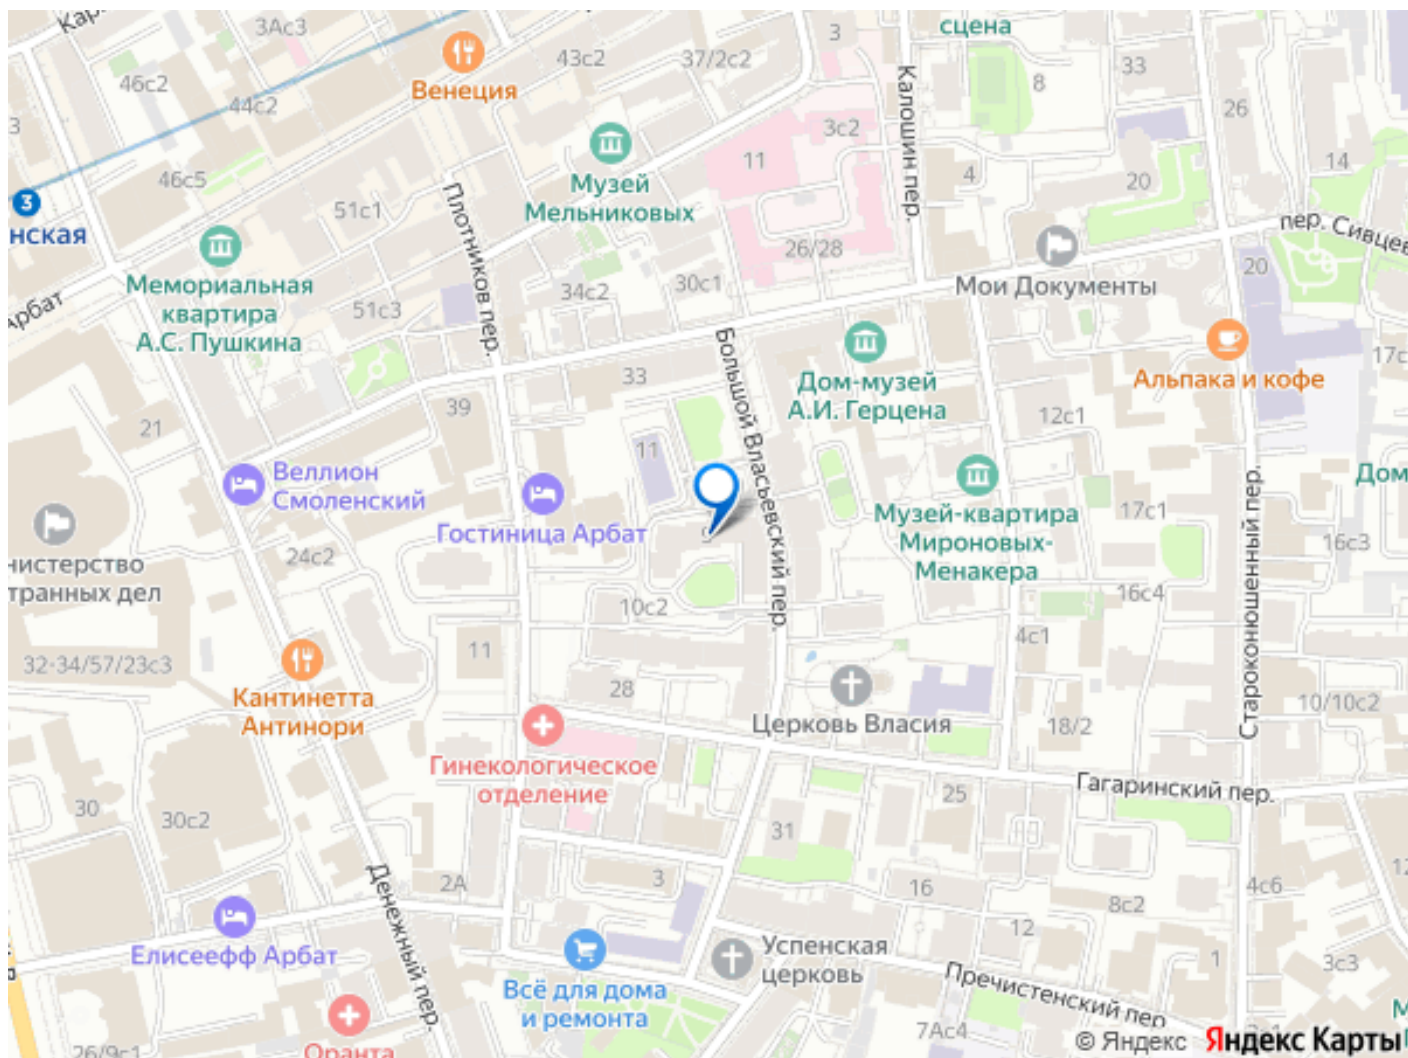 3Ас3
сцена
43с2
37/2с2
3
Венеция
46с2
44с2
8
33
26
3
Калошин пер.
3с2
11
14
Музей
Мельниковых
46с5
51с1
4
20
3
нская
Плотников пер.
26/28
пер. Сивцев
Мемориальная
квартира
А.С. Пушкина
Арбат
51с3
34с2
30с1
Мои Документы
20
Большой Власьевский пер.
Дом-музей
А.И. Герцена
17с
Альпака и кофе
33
39
12с1
21
11
Веллион
Смоленский
Гостиница Арбат
Музей-квартира
Мироновых-
Менакера
17с1
Дом
Староконюшенный пер.
16с3
нистерство
транных дел
24с2
10с2
16с4
4с1
11
32-34/57/23с3
Кантинетта
Антинори
28
Церковь Власия
18/2
10/10с2
Гинекологическое
отделение
Гагаринский пер.
30
30с2
25
31
Денежный пер.
2А
3
16
4с6
12
8с2
12
Елисеефф Арбат
Всё для дома
и ремонта
Успенская
церковь
Пречистенский пер.
1
3с3
7Ас4
26/9с1
Оранта
© Яндекс
Яндекс Карты